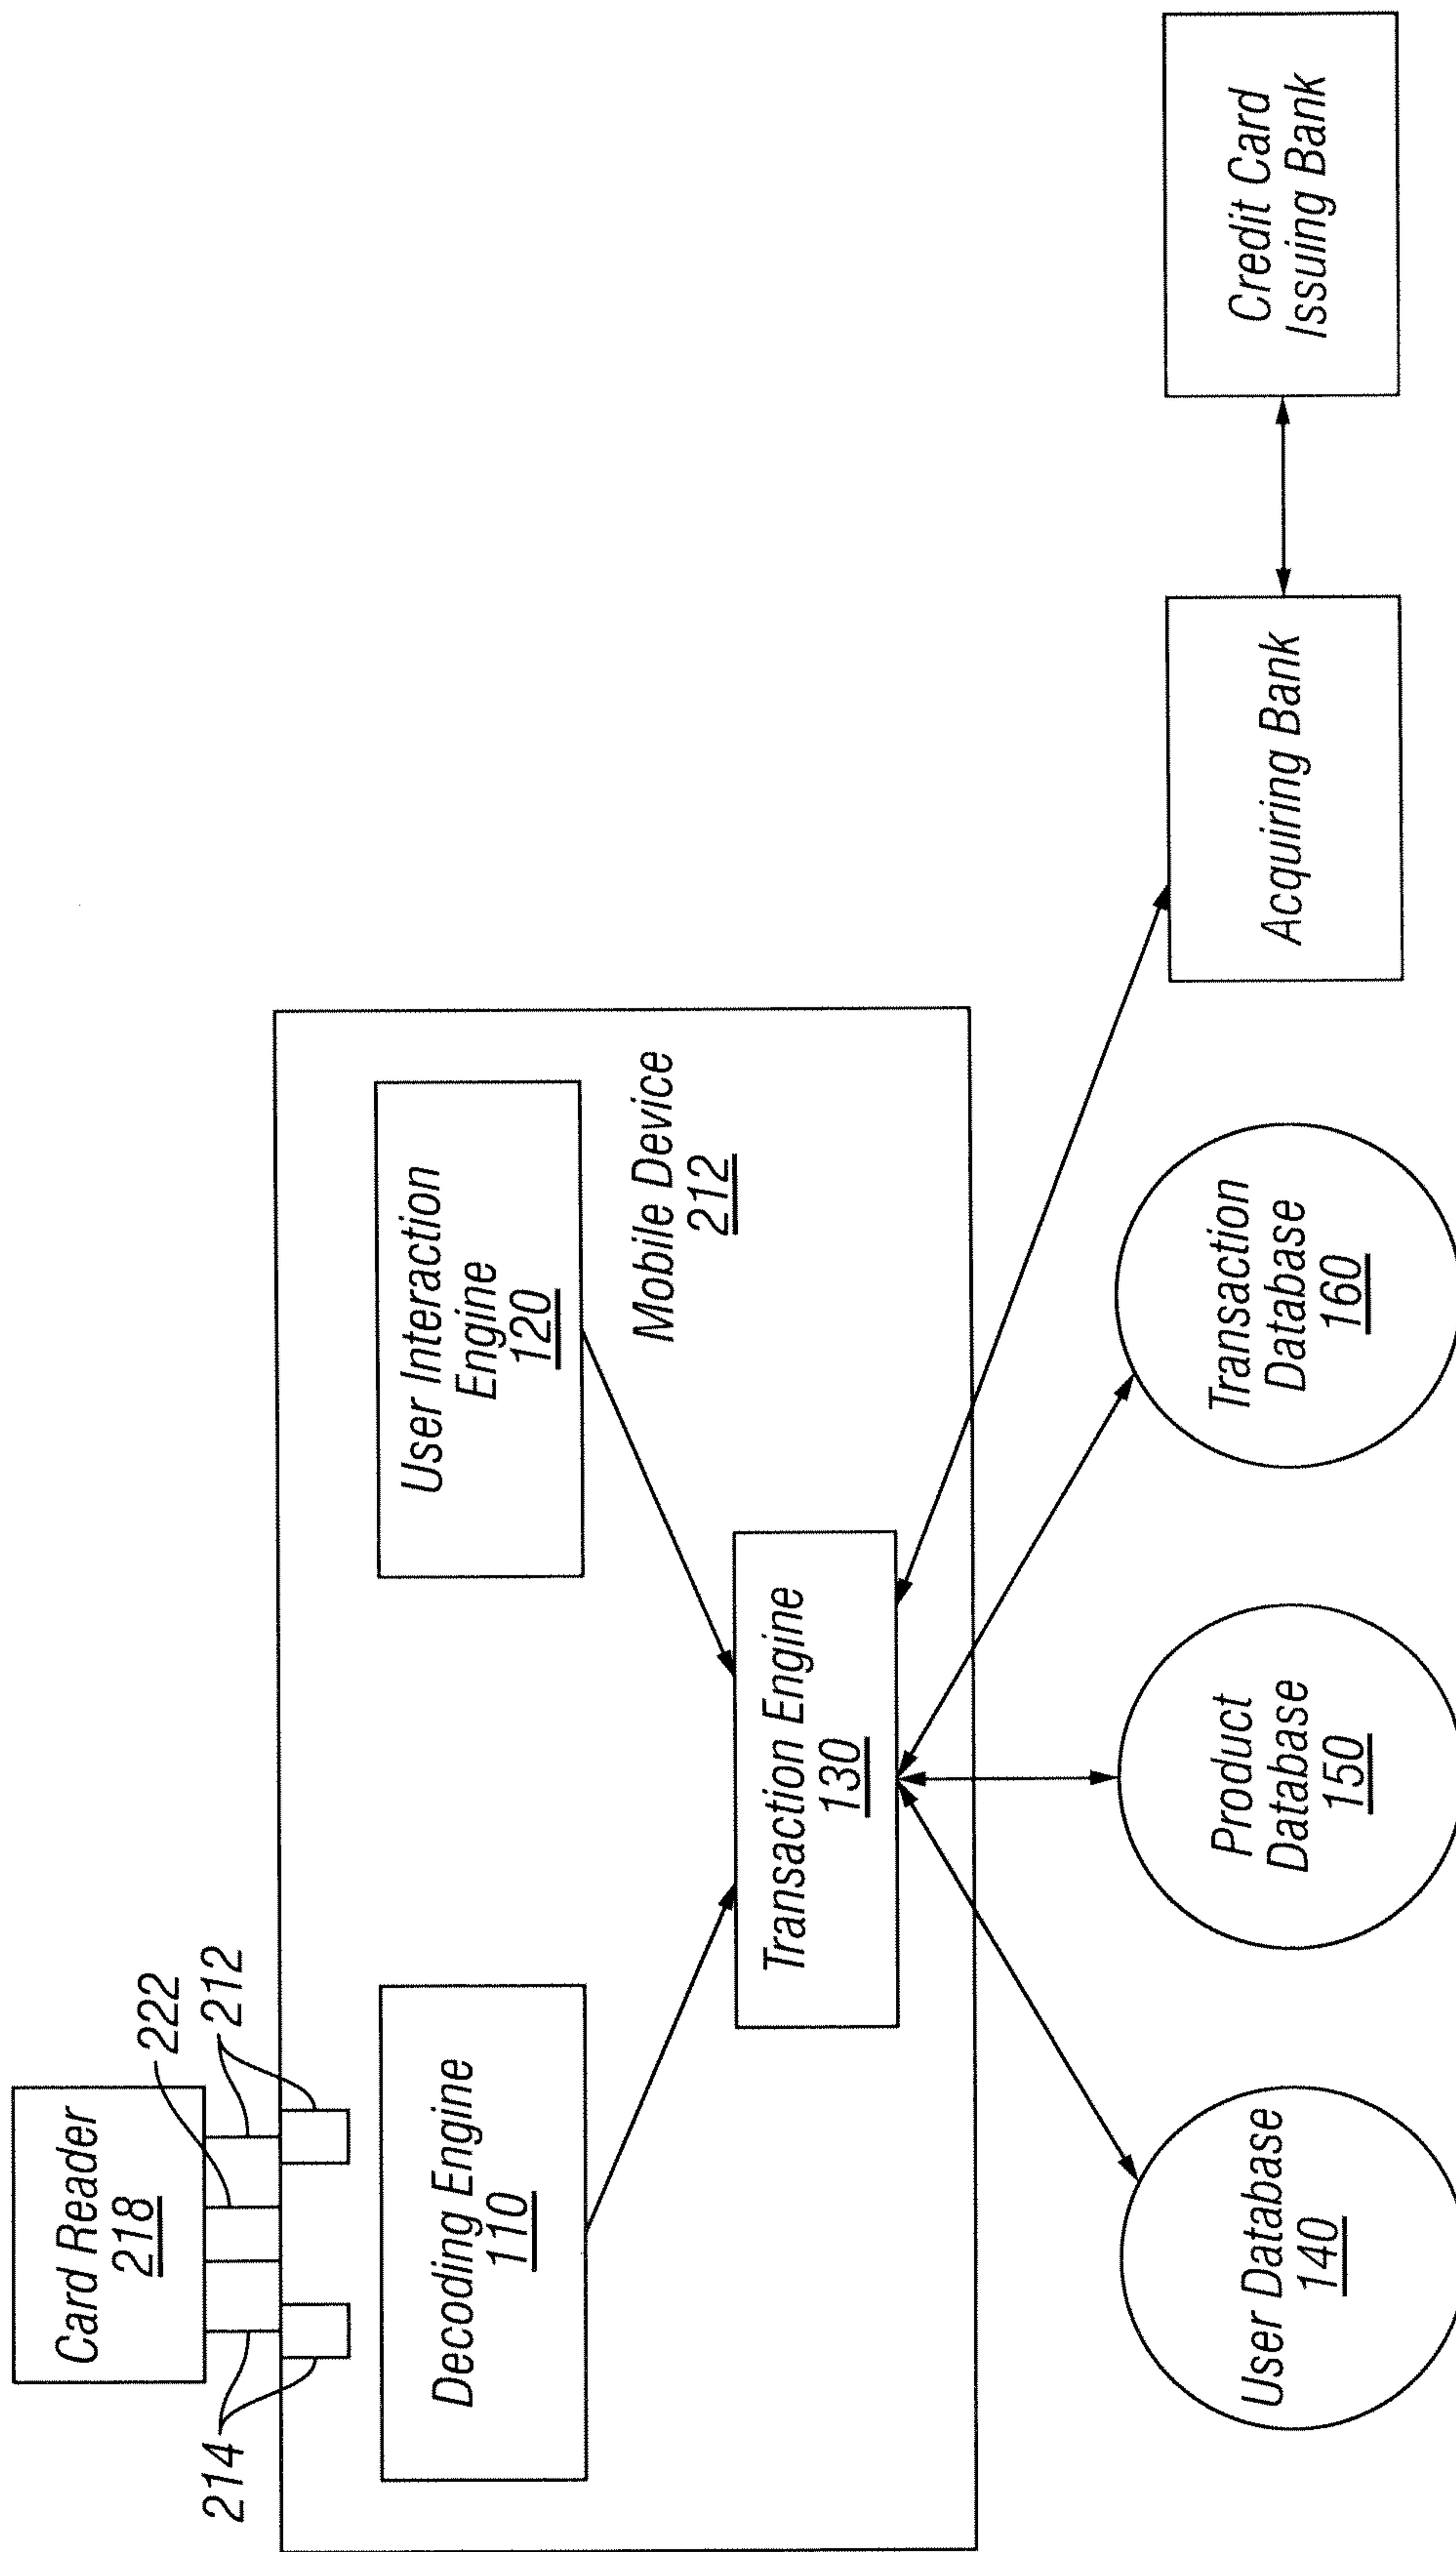 Card Reader
218
222
212
214
Decoding Engine
110
User Interaction
Engine
120
Mobile Device
212
Transaction Engine
130
User Database
140
Product
Database
150
Transaction
Database
160
Acquiring Bank
Credit Card
Issuing Bank